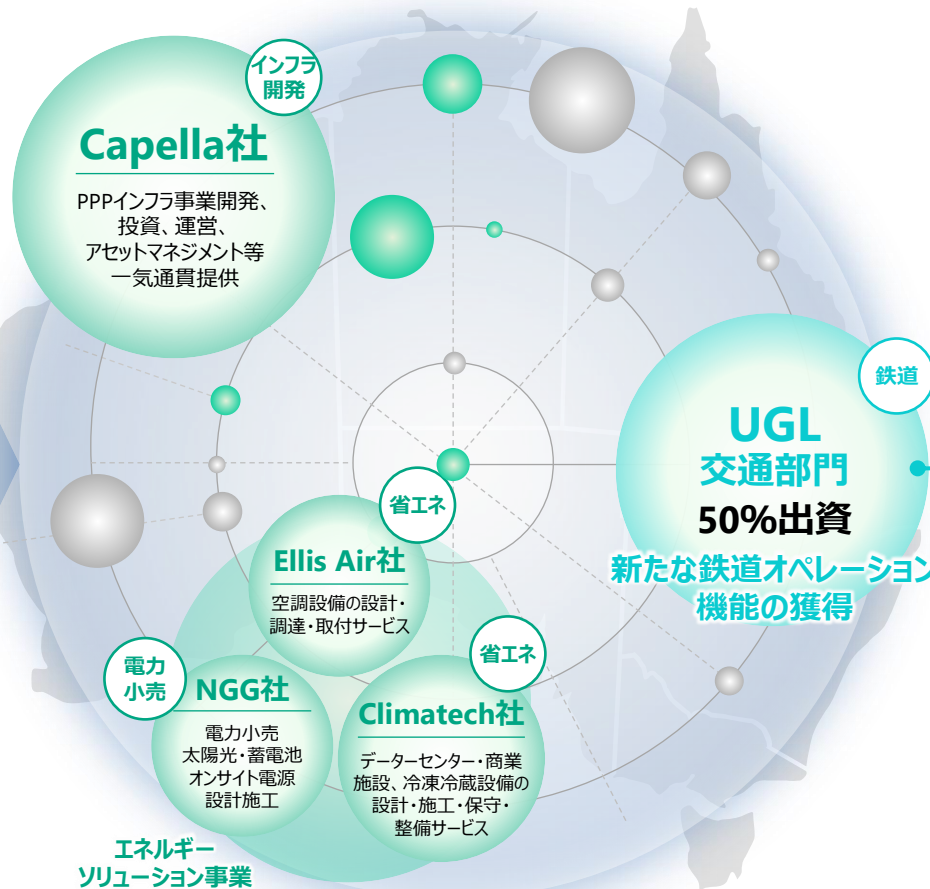 インフラ
開発
Capella社
PPPインフラ事業開発、
投資、運営、
アセットマネジメント等
一気通貫提供
鉄道
UGL
交通部門
50%出資
新たな鉄道オペレーション
機能の獲得
省エネ
Ellis Air社
空調設備の設計・
調達・取付サービス
電力
小売
NGG社
電力小売
太陽光・蓄電池
オンサイト電源
設計施工
省エネ
Climatech社
データーセンター・商業
施設、冷凍冷蔵設備の
設計・施工・保守・
整備サービス
エネルギー
ソリューション事業